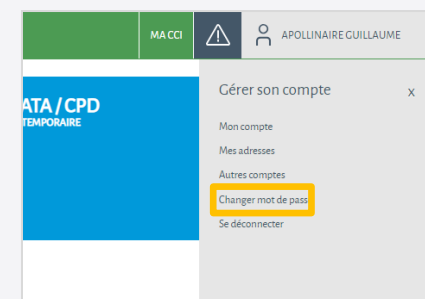 MA CCI
APOLLINAIRE GUILLAUME
Gérer son compte
x
ATA / CPD
TEMPORAIRE
Mon compte
Mes adresses
Autres comptes
Changer mot de pass
Se déconnecter